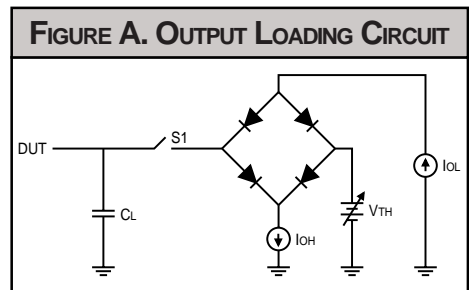 FIGURE A. OUTPUT LOADING CIRCUIT
DUT
S1
CL
IOH
VTH
IOL